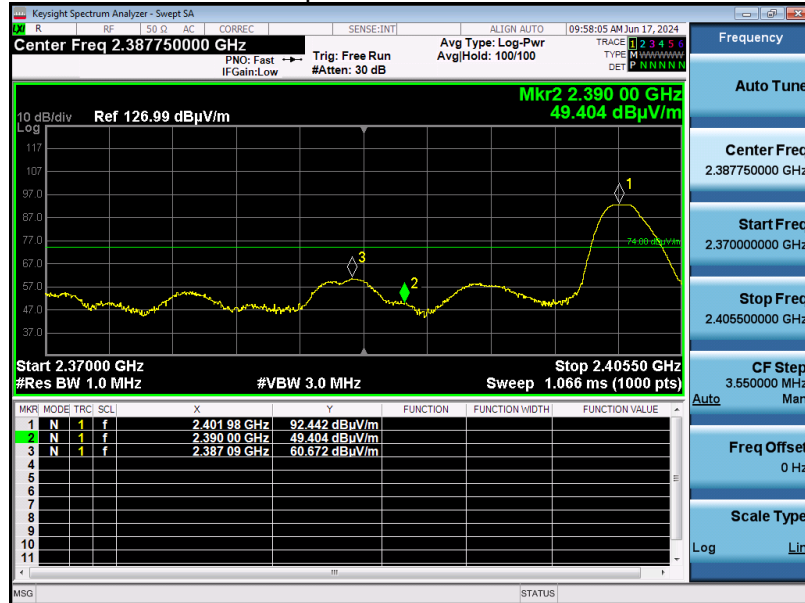 Keysight Spectrum Analyzer - Swept SA
LXI R RF 50 Ω AC CORREC SENSE:INT ALIGN AUTO 09:58:05 AM Jun 17, 2024
Center Freq 2.387750000 GHz Avg Type: Log-Pwr TRACE 1 2 3 4 5 6
PNO: Fast Trig: Free Run Avg|Hold: 100/100 TYPE M WWWWW
IFGain:Low #Atten: 30 dB DET P N N N N N
Mkr2 2.390 00 GHz
10 dB/div Ref 126.99 dBµV/m 49.404 dBµV/m
Log
117
107
97.0
1
87.0
77.0
74.00 dBµV/m
67.0
3
57.0
2
47.0
37.0
Start 2.37000 GHz Stop 2.40550 GHz
#Res BW 1.0 MHz #VBW 3.0 MHz Sweep 1.066 ms (1000 pts)
MKR MODE TRC SCL X Y FUNCTION FUNCTION WIDTH FUNCTION VALUE
1 N 1 f 2.401 98 GHz 92.442 dBµV/m
2 N 1 f 2.390 00 GHz 49.404 dBµV/m
3 N 1 f 2.387 09 GHz 60.672 dBµV/m
4
5
6
7
8
9
10
11
MSG STATUS
Frequency
Auto Tune
Center Freq
2.387750000 GHz
Start Freq
2.370000000 GHz
Stop Freq
2.405500000 GHz
CF Step
3.550000 MHz
Auto Man
Freq Offset
0 Hz
Scale Type
Log Lin